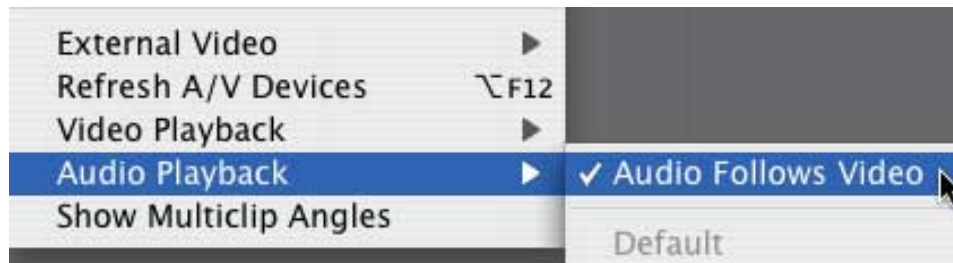 External Video
Refresh A/V Devices ⌥F12
Video Playback
Audio Playback
Show Multiclip Angles
✓ Audio Follows Video
Default